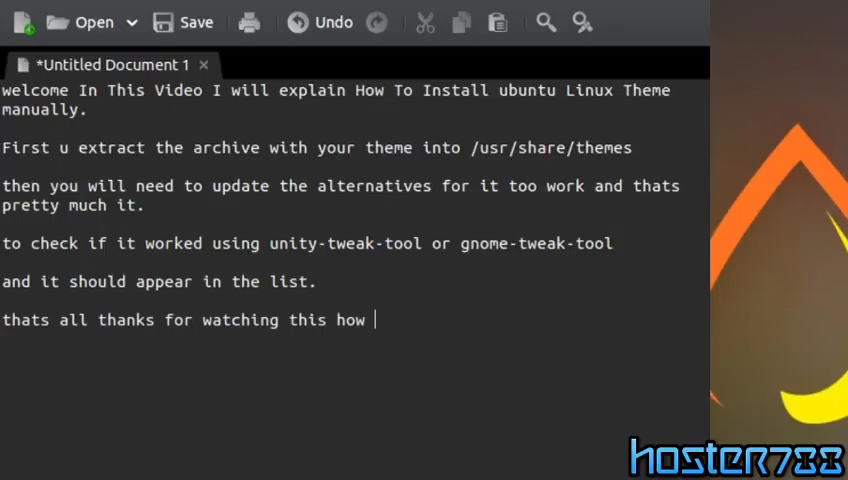 Open Save Undo
*Untitled Document 1
welcome In This Video I will explain How To Install ubuntu Linux Theme
manually.
First u extract the archive with your theme into /usr/share/themes
then you will need to update the alternatives for it too work and thats
pretty much it.
to check if it worked using unity-tweak-tool or gnome-tweak-tool
and it should appear in the list.
thats all thanks for watching this how
hoster788